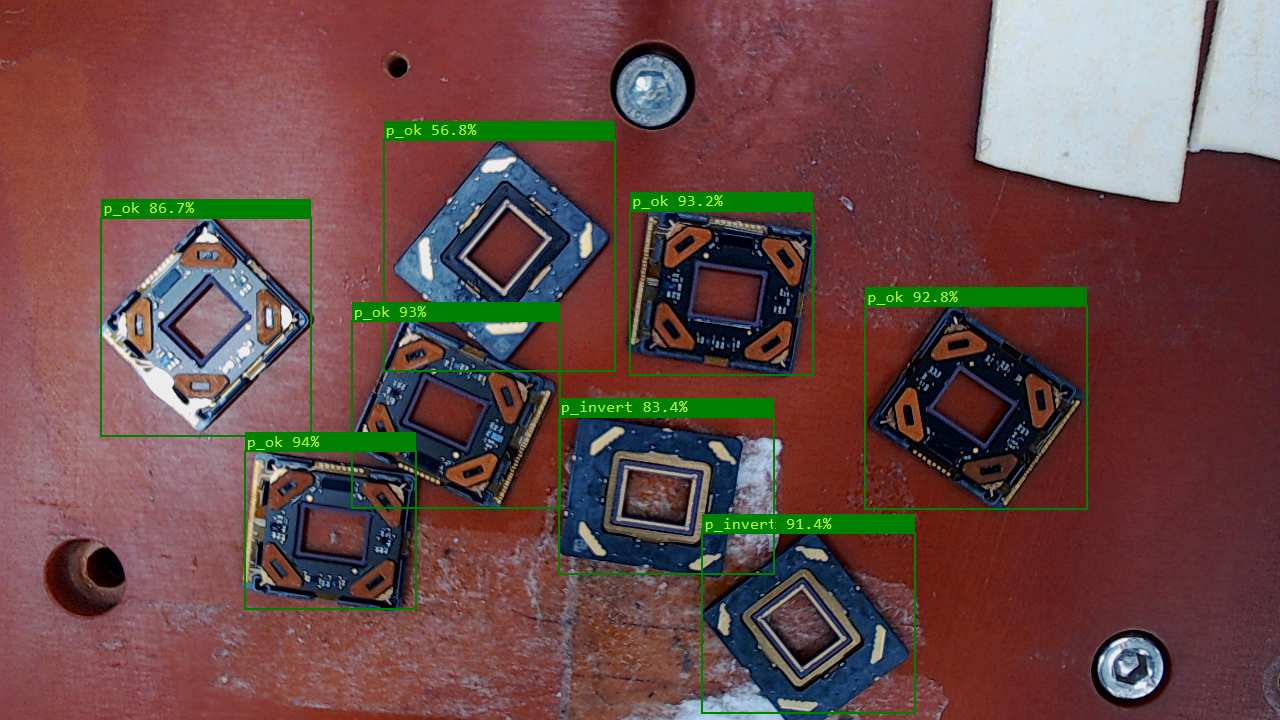 p_ok 56.8%
p_ok 93.2%
p_ok 86.7%
p_ok 92.8%
p_ok 93%
p_invert 83.4%
p_ok 94%
p_invert 91.4%